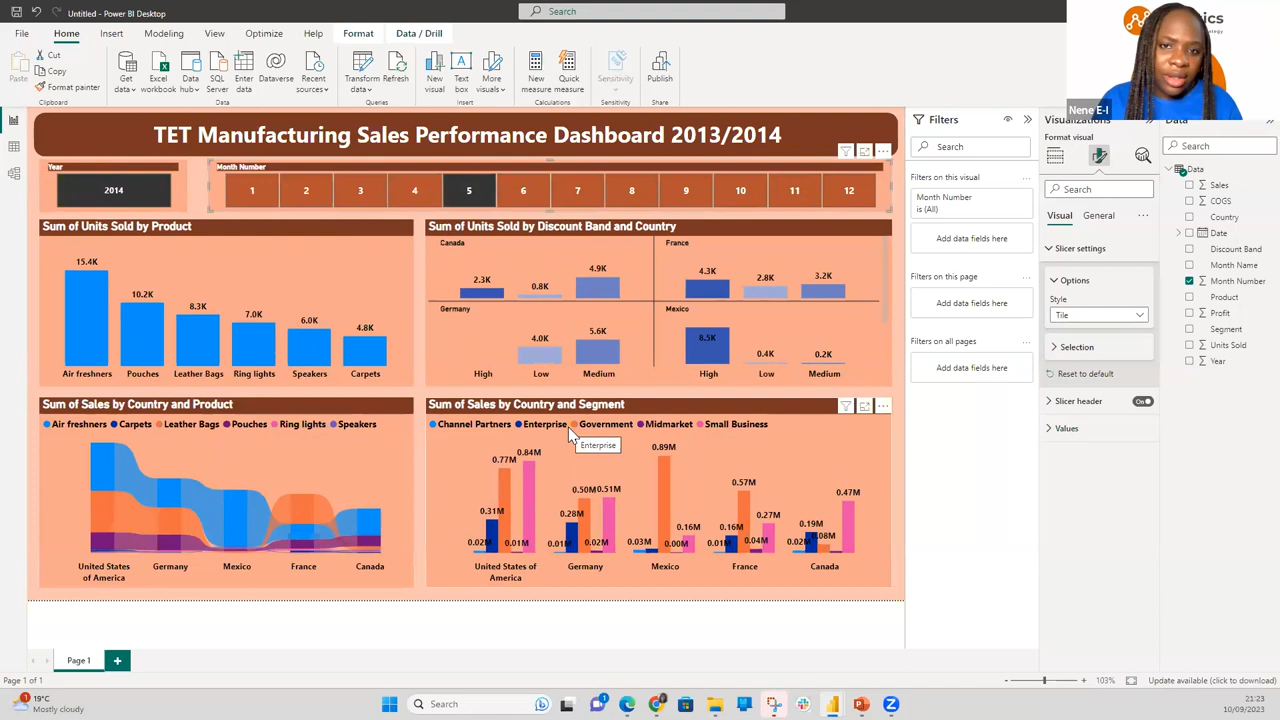 Untitled - Power BI Desktop
Search
File
Home
Insert
Modeling
View
Optimize
Help
Format
Data / Drill
Paste
Cut
Copy
Format painter
Clipboard
Get data
Excel workbook
Data hub
SQL Server
Enter data
Dataverse
Recent sources
Data
Transform data
Refresh
Queries
New visual
Text box
More visuals
Insert
New measure
Quick measure
Calculations
Sensitivity
Sensitivity
Publish
Share
Nene E-I
TET Manufacturing Sales Performance Dashboard 2013/2014
Year
2014
Month Number
1 2 3 4 5 6 7 8 9 10 11 12
Sum of Units Sold by Product
15.4K
10.2K
8.3K
7.0K
6.0K
4.8K
Air freshners Pouches Leather Bags Ring lights Speakers Carpets
Sum of Units Sold by Discount Band and Country
Canada
2.3K 0.8K 4.9K
France
4.3K 2.8K 3.2K
Germany
4.0K 5.6K
Mexico
8.5K 0.4K 0.2K
High Low Medium High Low Medium
Sum of Sales by Country and Product
Air freshners Carpets Leather Bags Pouches Ring lights Speakers
United States of America
Germany
Mexico
France
Canada
Sum of Sales by Country and Segment
Channel Partners Enterprise Government Midmarket Small Business
Enterprise
0.02M 0.31M 0.77M 0.01M 0.84M
0.01M 0.28M 0.50M 0.02M 0.51M
0.03M 0.89M 0.00M 0.16M
0.01M 0.16M 0.57M 0.04M 0.27M
0.02M 0.19M 0.08M 0.47M
United States of America
Germany
Mexico
France
Canada
Filters
Search
Filters on this visual
Month Number
is (All)
Add data fields here
Filters on this page
Add data fields here
Filters on all pages
Add data fields here
Visualizations
Format visual
Search
Visual
General
Slicer settings
Options
Style
Tile
Selection
Reset to default
Slicer header
On
Values
Data
Search
Data
Sales
COGS
Country
Date
Discount Band
Month Name
Month Number
Product
Profit
Segment
Units Sold
Year
Page 1
Page 1 of 1
103%
Update available (click to download)
19°C
Mostly cloudy
Search
21:23
10/09/2023